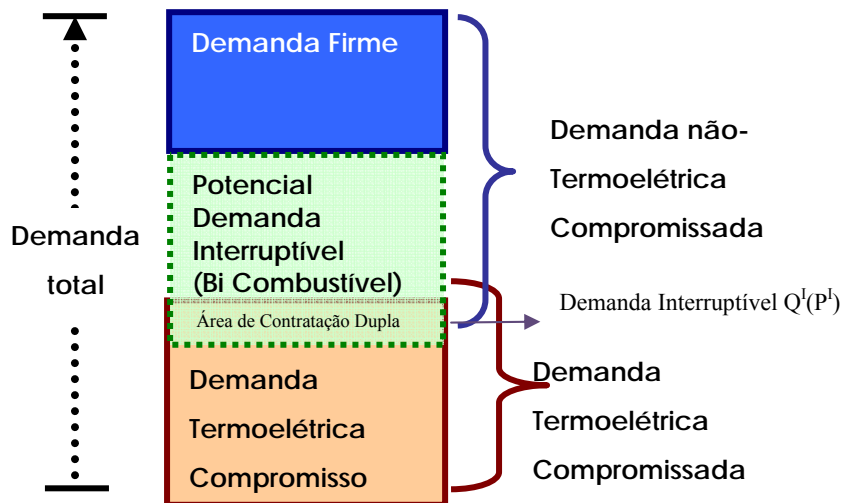 Demanda Firme
Demanda não-
Termoelétrica
Compromissada
Potencial
Demanda
Interruptível
(Bi Combustível)
Demanda
total
Área de Contratação Dupla
Demanda Interruptível Q^I(P^I)
Demanda
Termoelétrica
Compromisso
Demanda
Termoelétrica
Compromissada